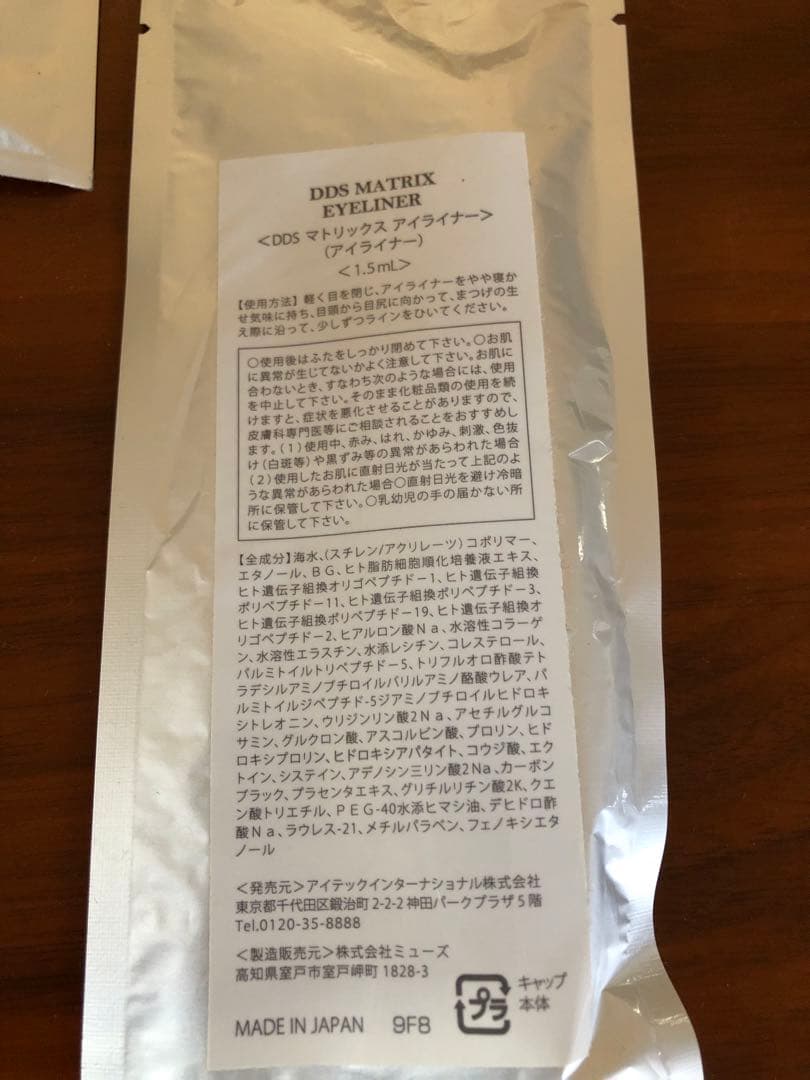 DDS MATRIX
EYELINER
＜DDS マトリックス アイライナー＞
（アイライナー）
＜1.5mL＞
【使用方法】 軽く目を閉じ、アイライナーをやや寝か
せ気味に持ち、目頭から目尻に向かって、まつげの生
え際に沿って、少しずつラインをひいてください。
○使用後はふたをしっかり閉めて下さい。○お肌
に異常が生じてないかよく注意して下さい。お肌に
合わないとき、すなわち次のような場合には、使用
を中止して下さい。そのまま化粧品類の使用を続
けますと、症状を悪化させることがありますので、
皮膚科専門医等にご相談されることをおすすめし
ます。（1）使用中、赤み、はれ、かゆみ、刺激、色抜
け（白斑等）や黒ずみ等の異常があらわれた場合
（2）使用したお肌に直射日光が当たって上記のよ
うな異常があらわれた場合○直射日光を避け冷暗
所に保管して下さい。○乳幼児の手の届かない所
に保管して下さい。
【全成分】海水、（スチレン/アクリレーツ）コポリマー、
エタノール、ＢＧ、ヒト脂肪細胞順化培養液エキス、
ヒト遺伝子組換オリゴペプチド－1、ヒト遺伝子組換
ポリペプチド－11、ヒト遺伝子組換ポリペプチド－3、
ヒト遺伝子組換ポリペプチド－19、ヒト遺伝子組換オ
リゴペプチド－2、ヒアルロン酸Ｎａ、水溶性コラーゲ
ン、水溶性エラスチン、水添レシチン、コレステロール、
パルミトイルトリペプチド－5、トリフルオロ酢酸テト
ラデシルアミノブチロイルバリルアミノ酪酸ウレア、パ
ルミトイルジペプチド-5ジアミノブチロイルヒドロキ
シトレオニン、ウリジンリン酸2Ｎａ、アセチルグルコ
サミン、グルクロン酸、アスコルビン酸、プロリン、ヒド
ロキシプロリン、ヒドロキシアパタイト、コウジ酸、エク
トイン、システイン、アデノシン三リン酸2Ｎａ、カーボン
ブラック、プラセンタエキス、グリチルリチン酸2K、クエ
ン酸トリエチル、ＰＥＧ-40水添ヒマシ油、デヒドロ酢
酸Ｎａ、ラウレス-21、メチルパラベン、フェノキシエタ
ノール
＜発売元＞アイテックインターナショナル株式会社
東京都千代田区鍛冶町 2-2-2 神田パークプラザ 5 階
Tel.0120-35-8888
＜製造販売元＞株式会社ミューズ
高知県室戸市室戸岬町 1828-3
MADE IN JAPAN 9F8
プラ
キャップ
本体